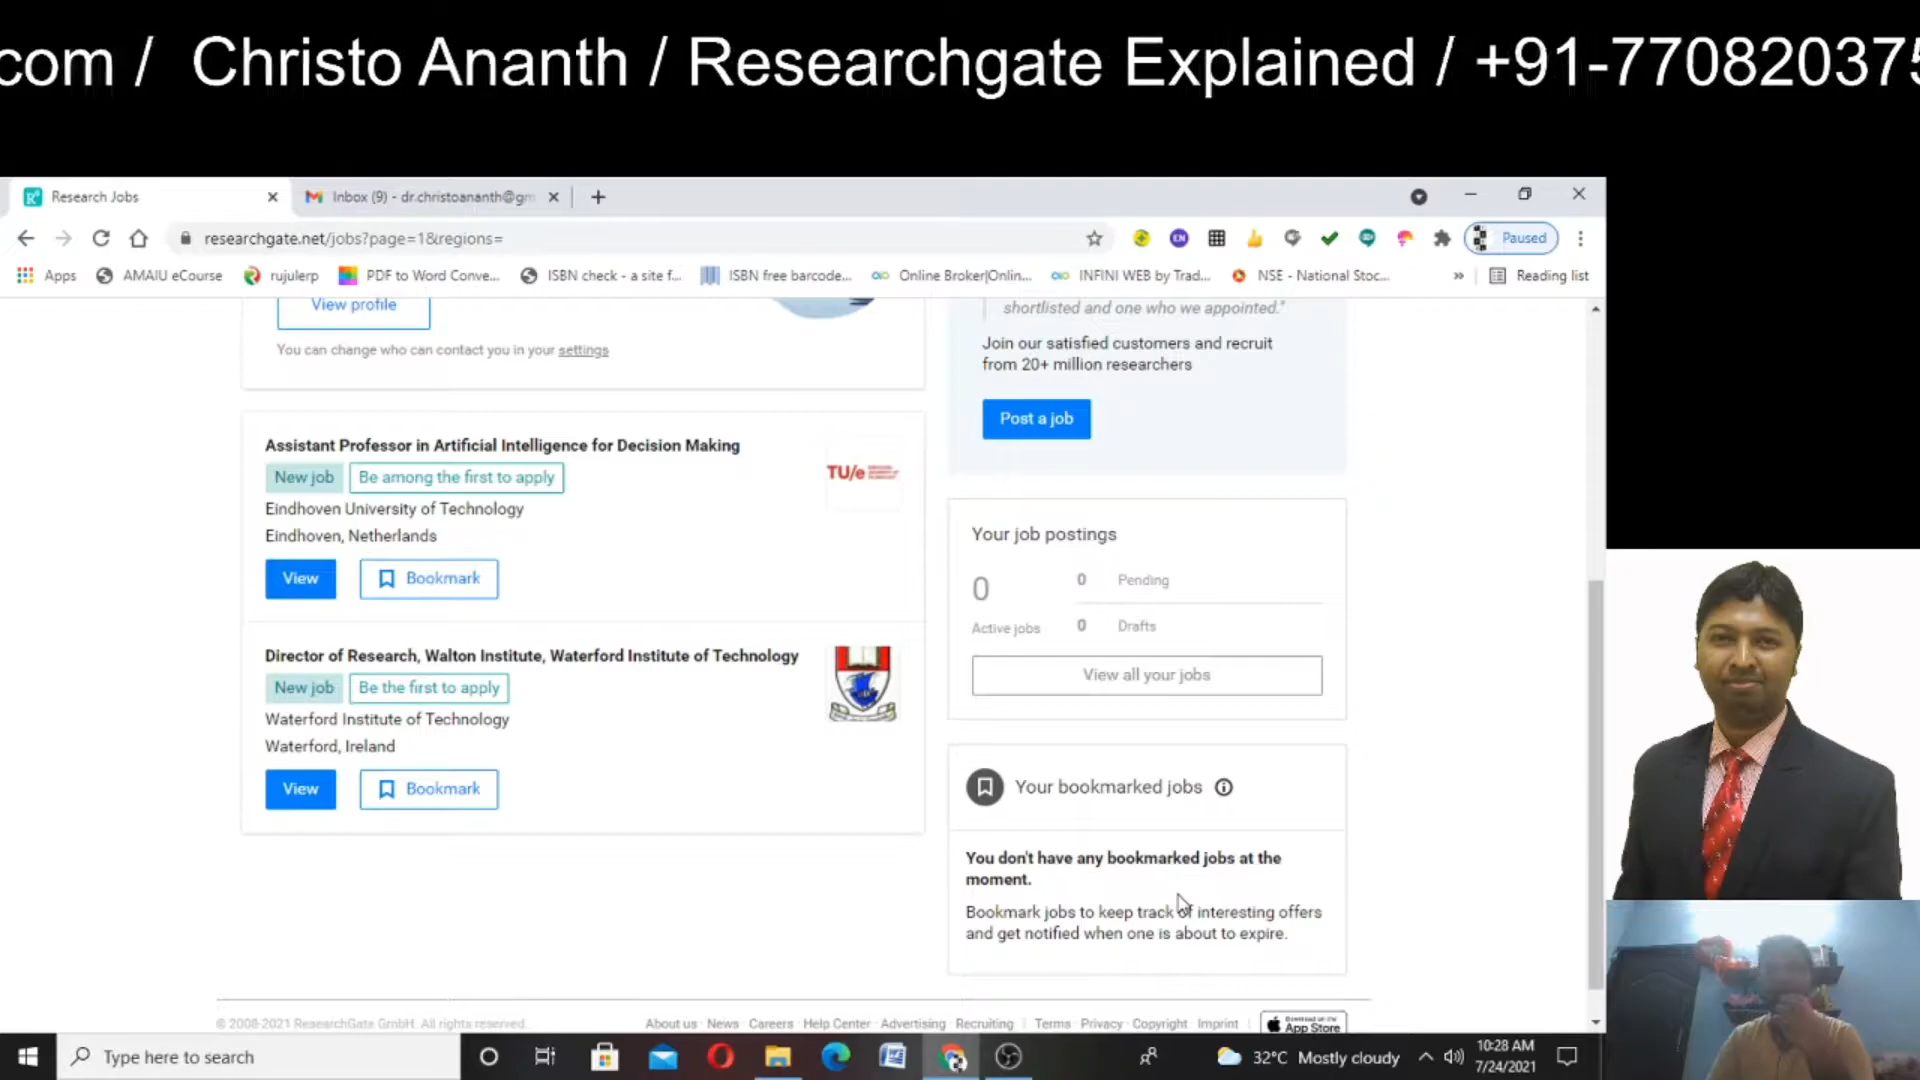 com / Christo Ananth / Researchgate Explained / +91-770820375
Research Jobs
Inbox (9) - dr.christoananth@gm
researchgate.net/jobs?page=1&regions=
Paused
Apps
AMAIU eCourse
rujulerp
PDF to Word Conve...
ISBN check - a site f...
ISBN free barcode...
Online Broker|Onlin...
INFINI WEB by Trad...
NSE - National Stoc...
»
Reading list
View profile
You can change who can contact you in your settings
shortlisted and one who we appointed."
Join our satisfied customers and recruit
from 20+ million researchers
Post a job
Assistant Professor in Artificial Intelligence for Decision Making
New job
Be among the first to apply
Eindhoven University of Technology
Eindhoven, Netherlands
View
Bookmark
TU/e
Director of Research, Walton Institute, Waterford Institute of Technology
New job
Be the first to apply
Waterford Institute of Technology
Waterford, Ireland
View
Bookmark
Your job postings
0
Active jobs
0 Pending
0 Drafts
View all your jobs
Your bookmarked jobs
You don't have any bookmarked jobs at the
moment.
Bookmark jobs to keep track of interesting offers
and get notified when one is about to expire.
© 2008-2021 ResearchGate GmbH. All rights reserved.
About us · News · Careers · Help Center · Advertising · Recruiting | Terms · Privacy · Copyright · Imprint
Download on the
App Store
Type here to search
32°C Mostly cloudy
10:28 AM
7/24/2021